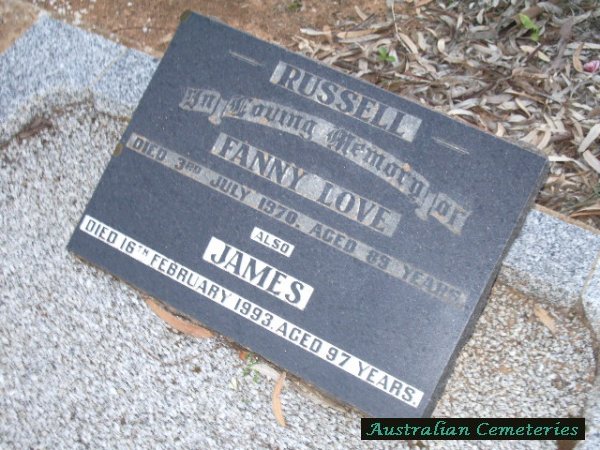 RUSSELL
In Loving Memory of
FANNY LOVE
DIED 3RD JULY 1970. AGED 89 YEARS
ALSO
JAMES
DIED 16TH FEBRUARY 1993. AGED 97 YEARS.
Australian Cemeteries